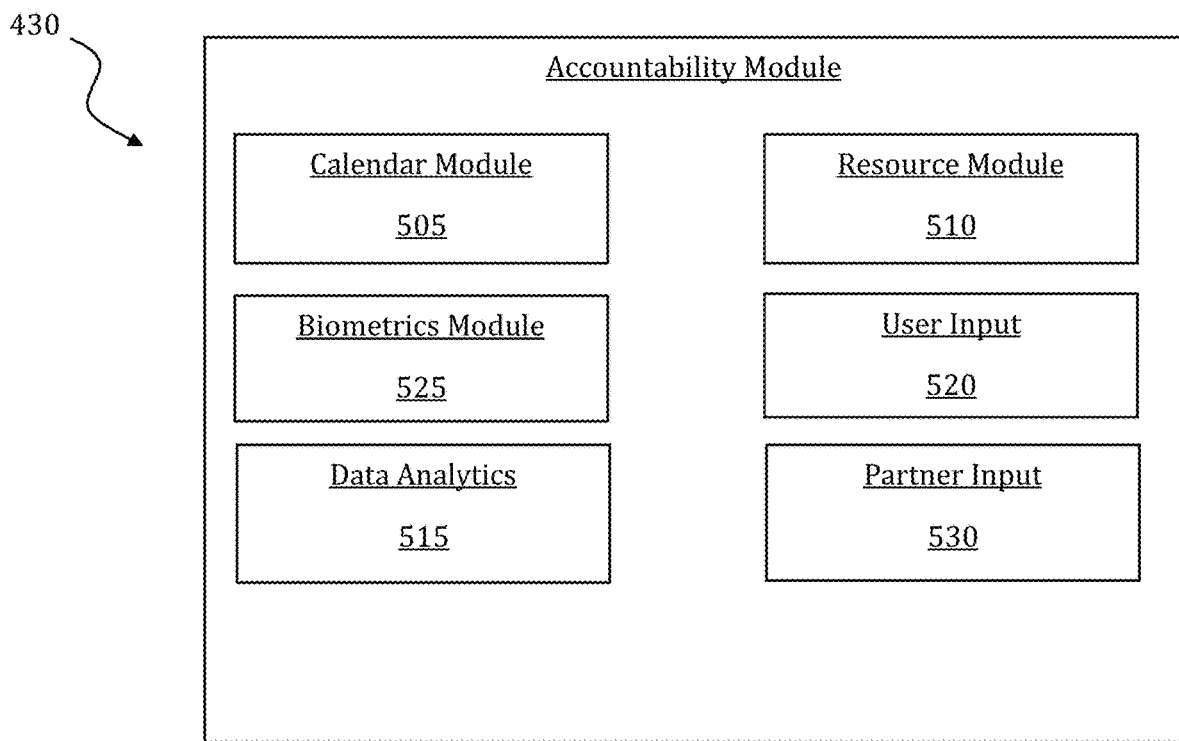 430
Accountability Module
Calendar Module
505
Resource Module
510
Biometrics Module
525
User Input
520
Data Analytics
515
Partner Input
530